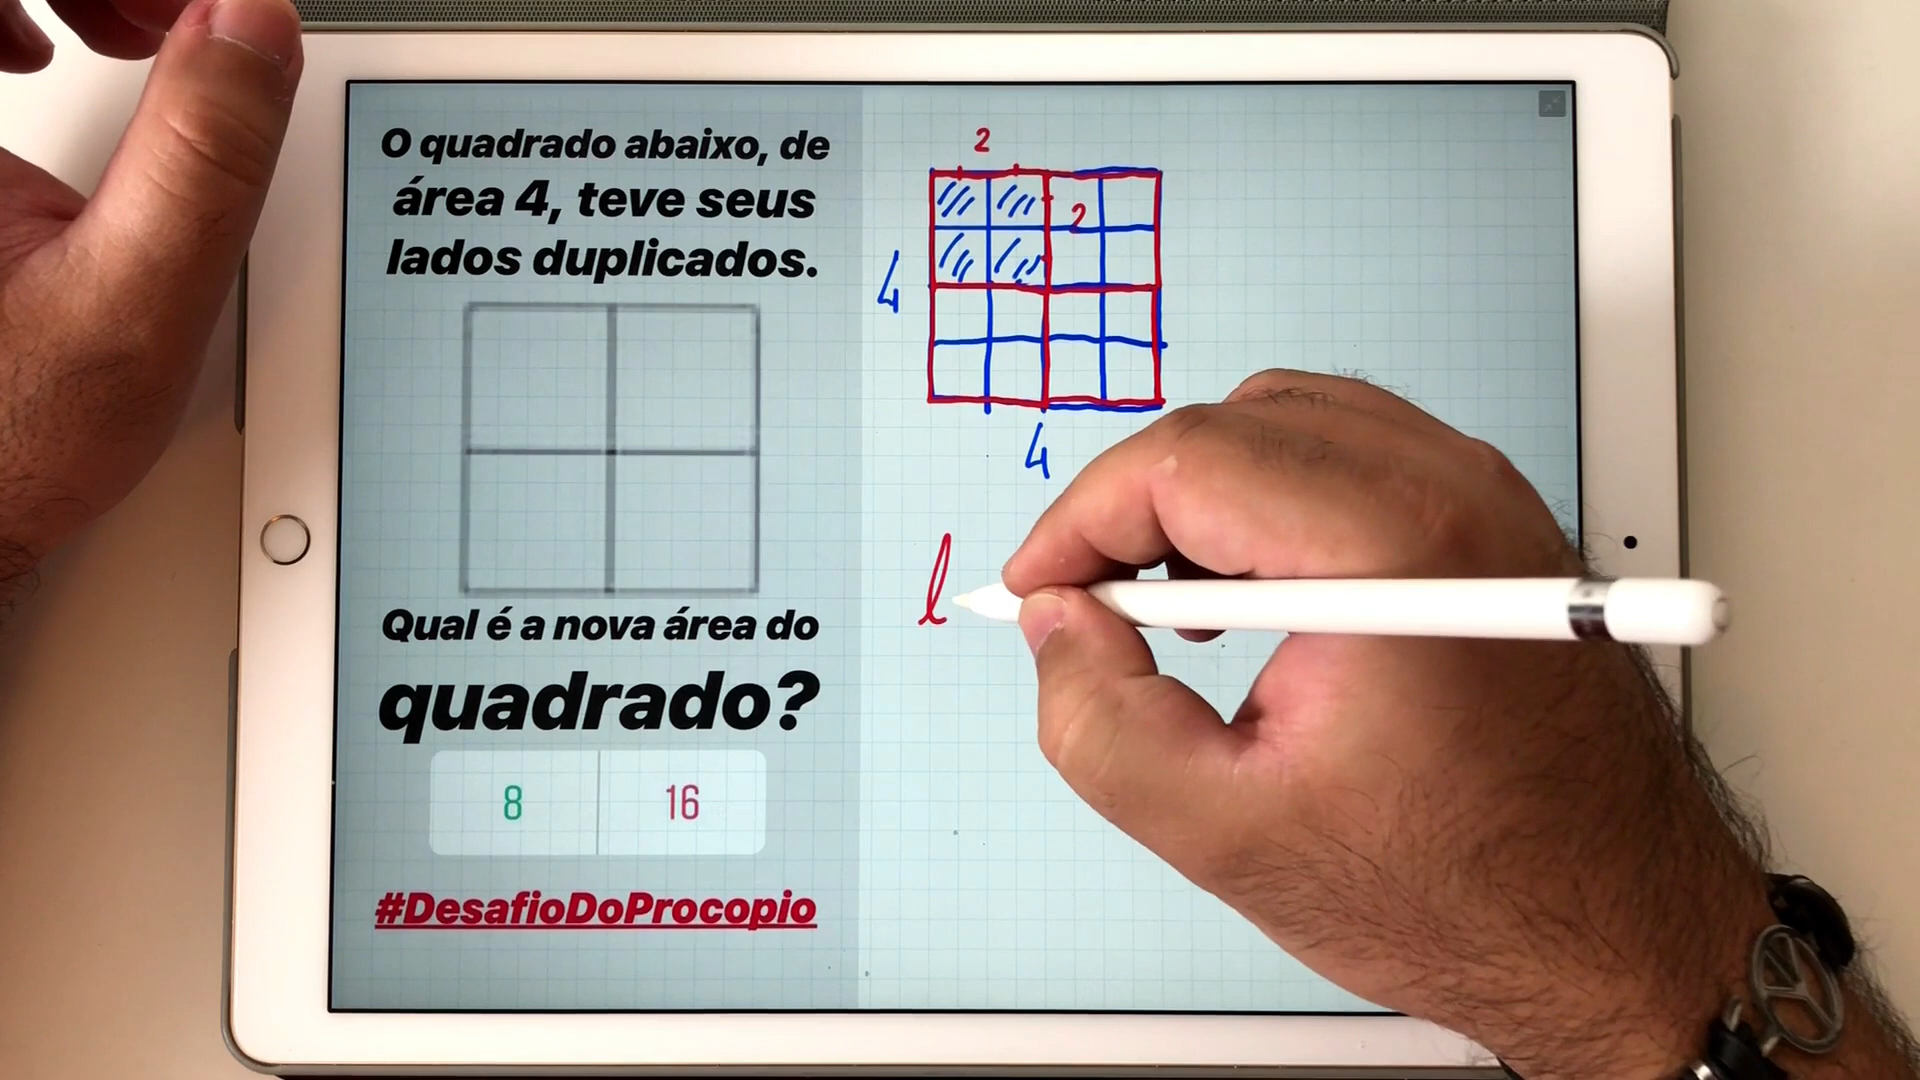 O quadrado abaixo, de
área 4, teve seus
lados duplicados.
Qual é a nova área do
quadrado?
8
16
#DesafioDoProcopio
2
2
4
4
l